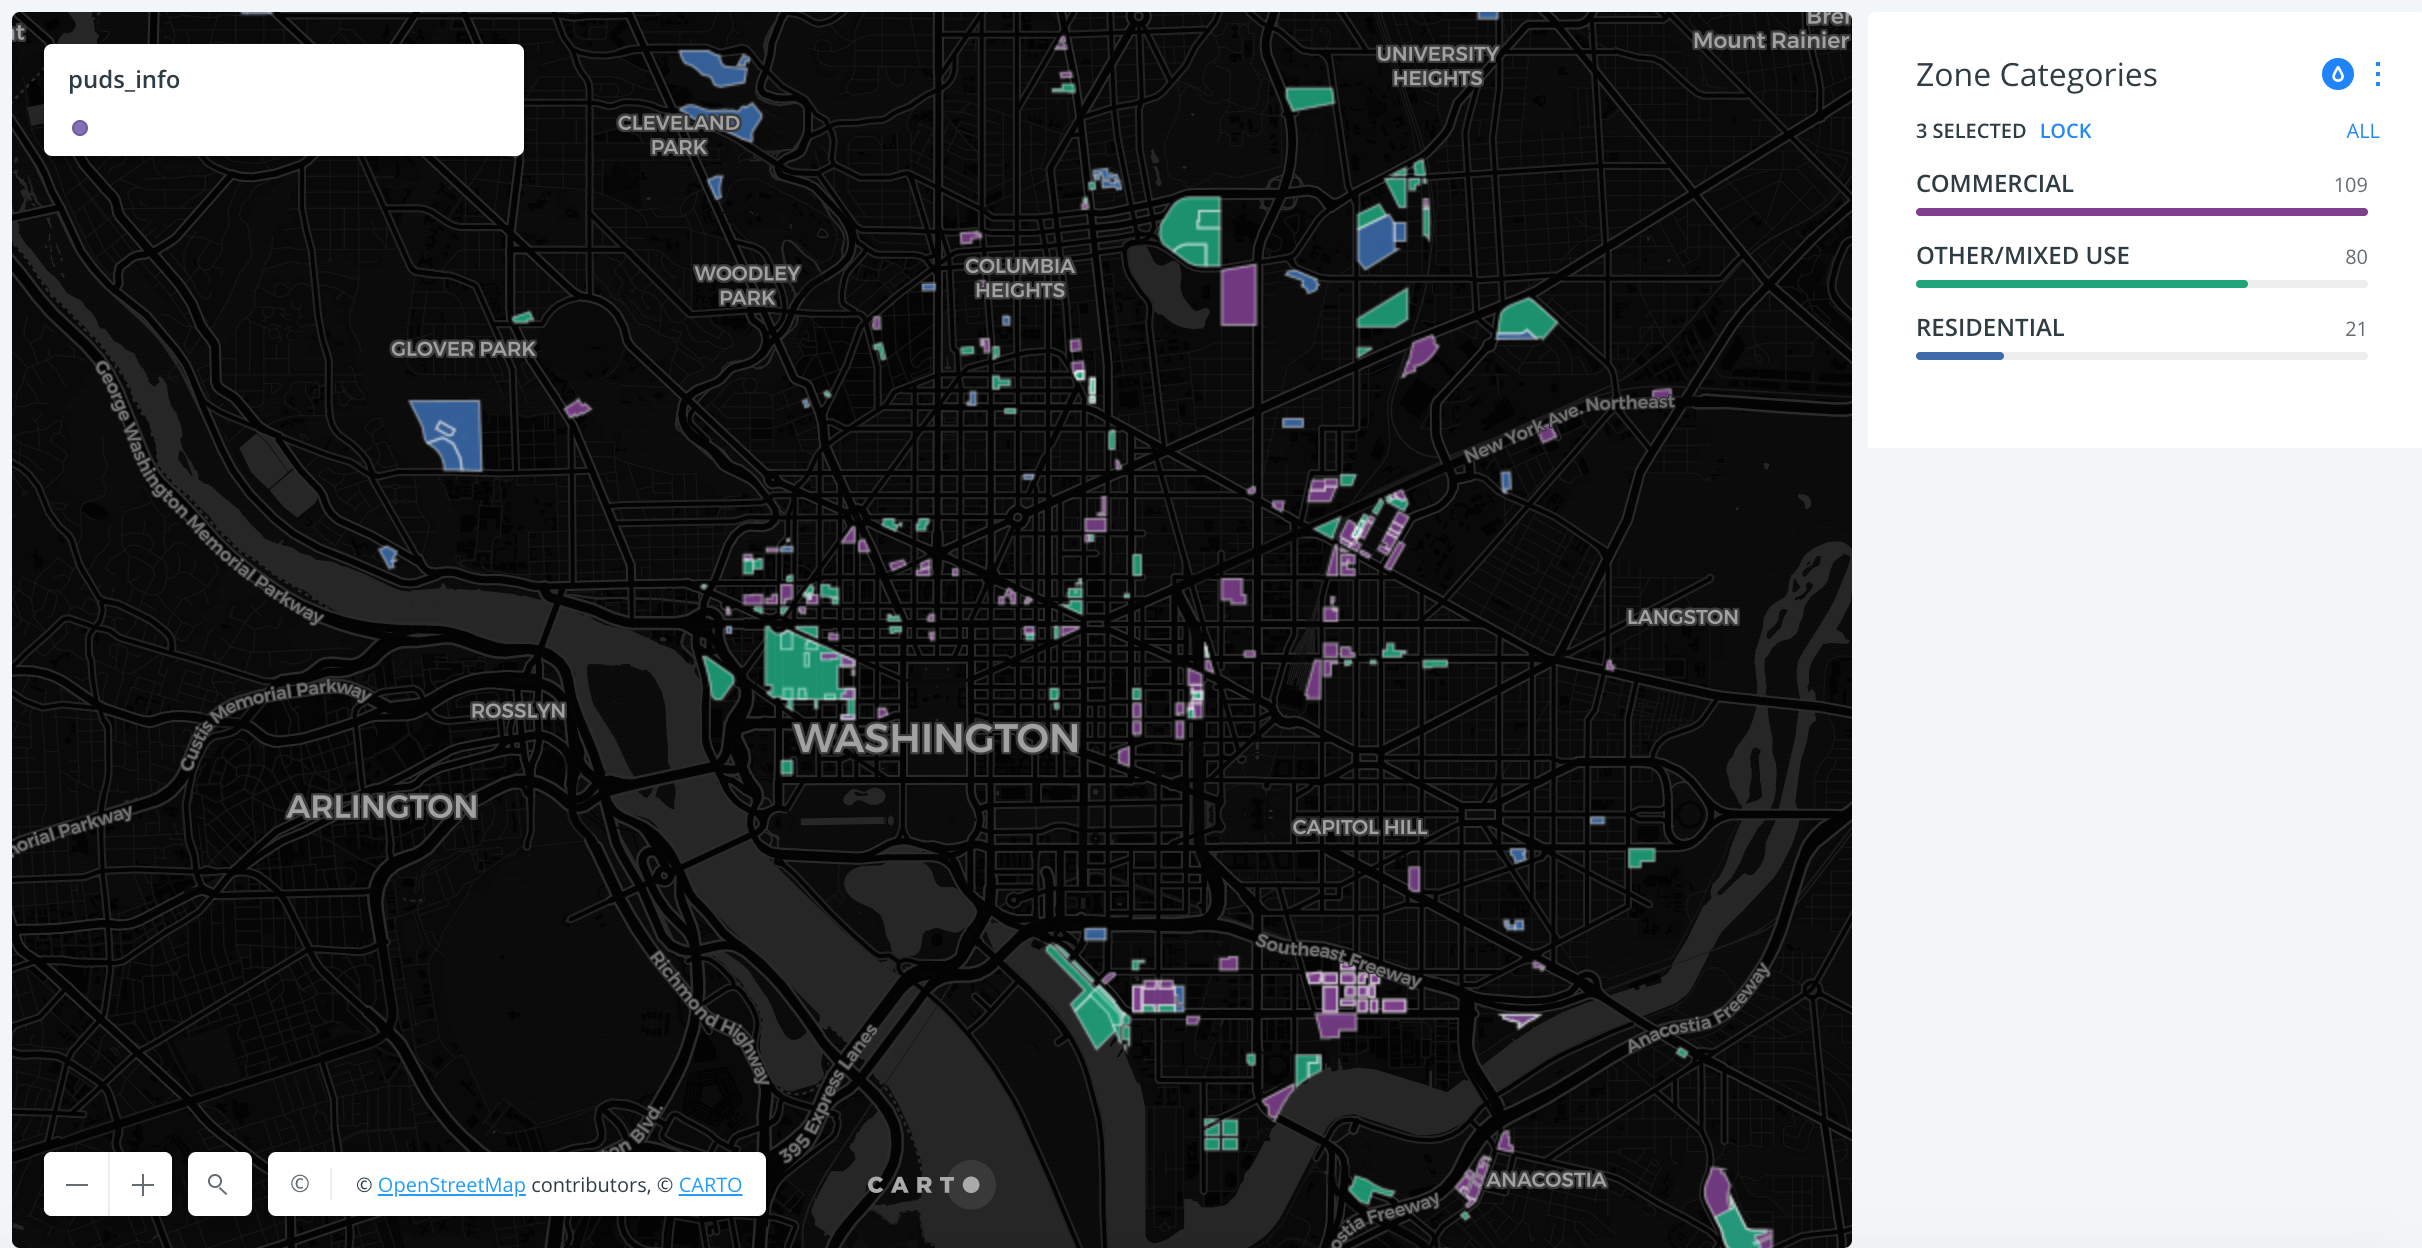 puds_info
UNIVERSITY
HEIGHTS
Mount Rainier
CLEVELAND
PARK
WOODLEY
PARK
COLUMBIA
HEIGHTS
GLOVER PARK
New York Ave. Northeast
George Washington Memorial Parkway
LANGSTON
Custis Memorial Parkway
ROSSLYN
WASHINGTON
ARLINGTON
orial Parkway
CAPITOL HILL
Southeast Freeway
Richmond Highway
395 Express Lanes
Anacostia Freeway
on Blvd.
ANACOSTIA
ostia Freeway
© © OpenStreetMap contributors, © CARTO
CARTO
Zone Categories
3 SELECTED LOCK ALL
COMMERCIAL 109
OTHER/MIXED USE 80
RESIDENTIAL 21